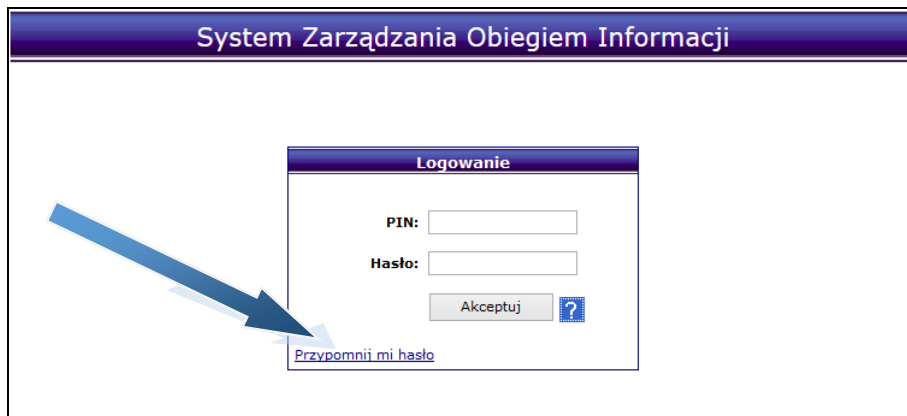 System Zarządzania Obiegiem Informacji
Logowanie
PIN:
Hasło:
Akceptuj ?
Przypomnij mi hasło